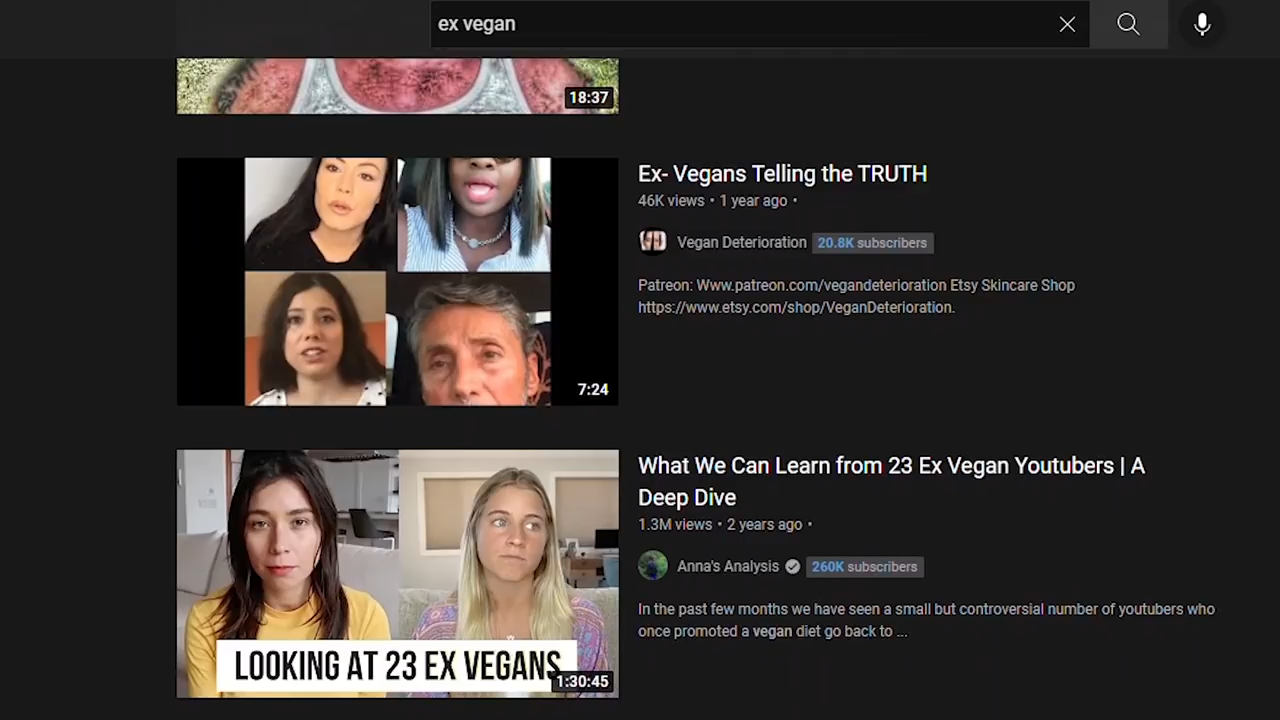 ex vegan
18:37
Ex- Vegans Telling the TRUTH
46K views • 1 year ago •
Vegan Deterioration 20.8K subscribers
Patreon: Www.patreon.com/vegandeterioration Etsy Skincare Shop
https://www.etsy.com/shop/VeganDeterioration.
7:24
What We Can Learn from 23 Ex Vegan Youtubers | A
Deep Dive
1.3M views • 2 years ago •
Anna's Analysis 260K subscribers
In the past few months we have seen a small but controversial number of youtubers who
once promoted a vegan diet go back to ...
LOOKING AT 23 EX VEGANS
1:30:45